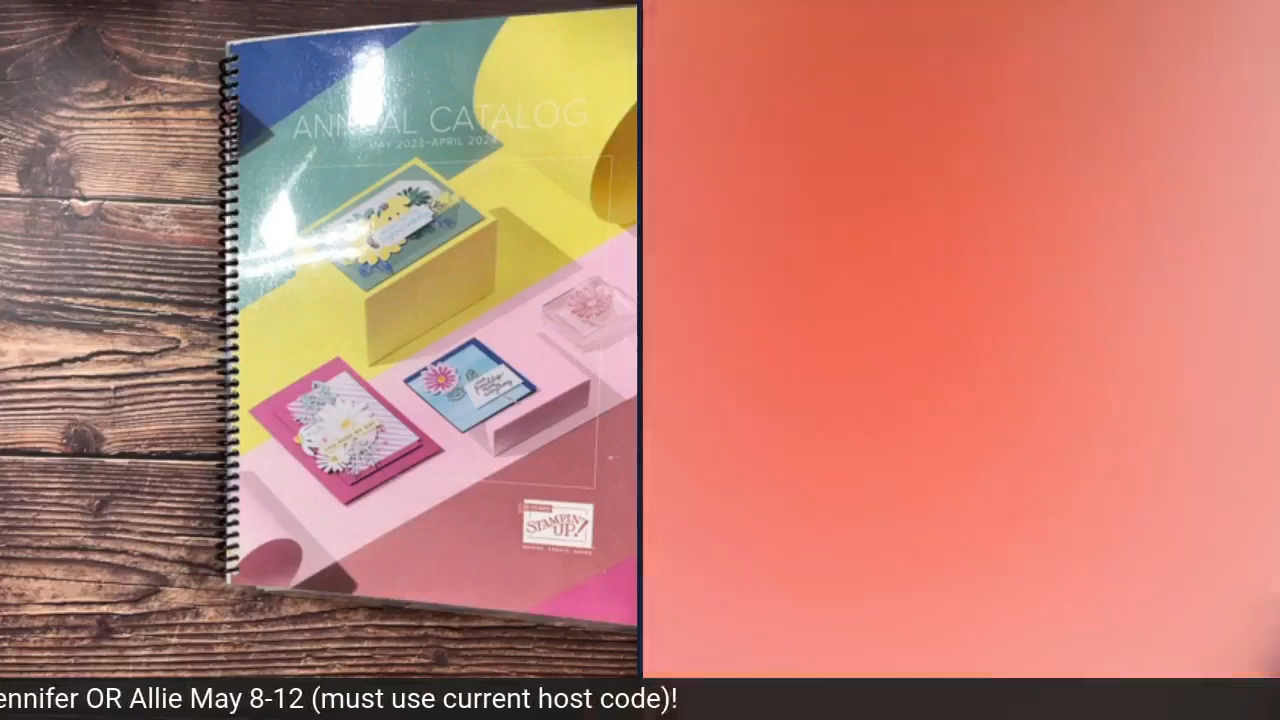 ANNUAL CATALOG
MAY 2023–APRIL 2024
STAMPIN' UP!
ennifer OR Allie May 8-12 (must use current host code)!